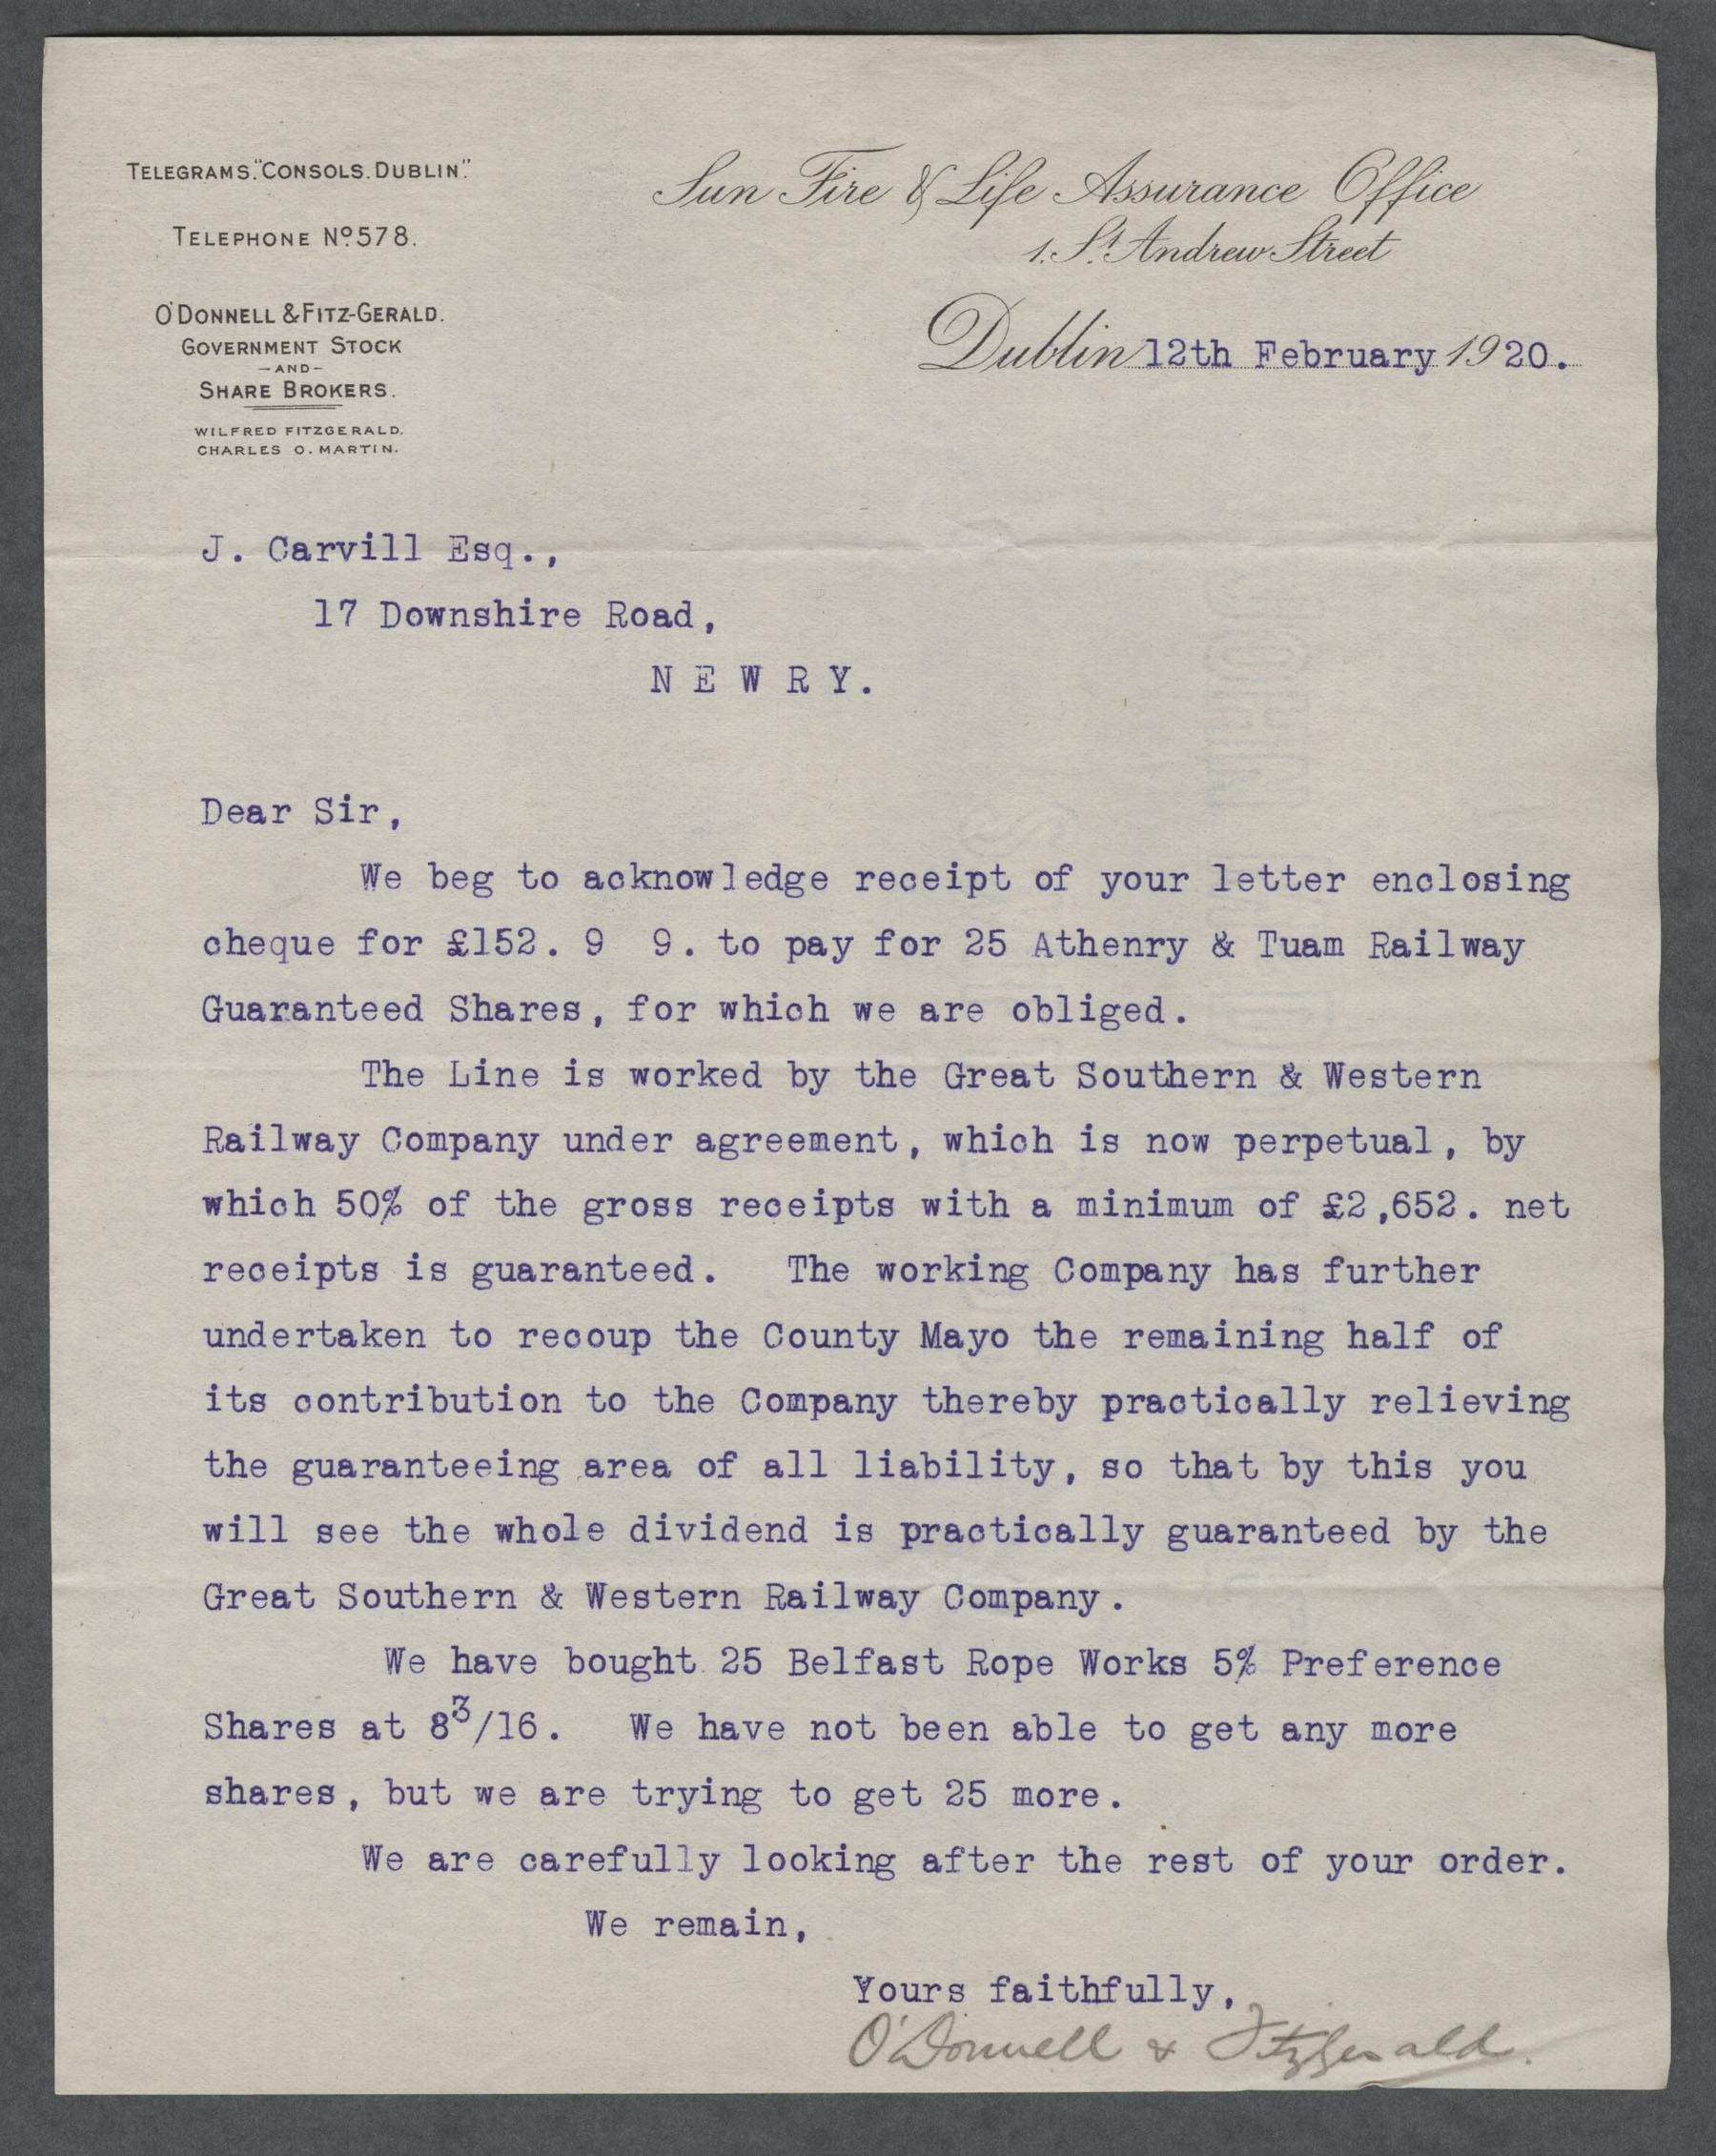 TELEGRAMS. "CONSOLS. DUBLIN."
TELEPHONE No. 578.
O'DONNELL & FITZ-GERALD.
GOVERNMENT STOCK
-AND-
SHARE BROKERS.
WILFRED FITZGERALD.
CHARLES O. MARTIN.
Sun Fire & Life Assurance Office
1. St. Andrew Street
Dublin 12th February 1920.
J. Carvill Esq.,
17 Downshire Road,
N E W R Y.
Dear Sir,
We beg to acknowledge receipt of your letter enclosing
cheque for £152. 9  9. to pay for 25 Athenry & Tuam Railway
Guaranteed Shares, for which we are obliged.
The Line is worked by the Great Southern & Western
Railway Company under agreement, which is now perpetual, by
which 50% of the gross receipts with a minimum of £2,652. net
receipts is guaranteed.   The working Company has further
undertaken to recoup the County Mayo the remaining half of
its contribution to the Company thereby practically relieving
the guaranteeing area of all liability, so that by this you
will see the whole dividend is practically guaranteed by the
Great Southern & Western Railway Company.
We have bought 25 Belfast Rope Works 5% Preference
Shares at 8 3/16.   We have not been able to get any more
shares, but we are trying to get 25 more.
We are carefully looking after the rest of your order.
We remain,
Yours faithfully,
O'Donnell & Fitzgerald.